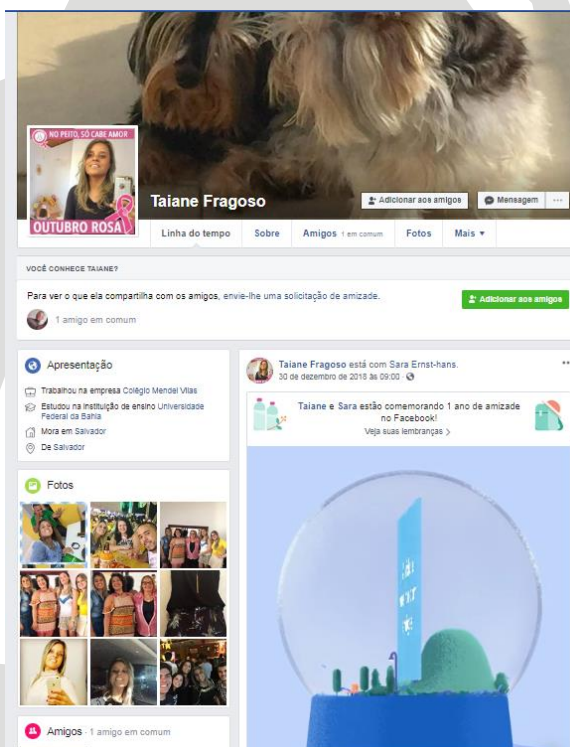 NO PEITO, SÓ CABE AMOR
OUTUBRO ROSA
Taiane Fragoso
Adicionar aos amigos
Mensagem
Linha do tempo Sobre Amigos 1 em comum Fotos Mais
VOCÊ CONHECE TAIANE?
Para ver o que ela compartilha com os amigos, envie-lhe uma solicitação de amizade.
Adicionar aos amigos
1 amigo em comum
Apresentação
Trabalhou na empresa Colégio Mendel Vilas
Estudou na instituição de ensino Universidade
Federal da Bahia
Mora em Salvador
De Salvador
Fotos
Amigos · 1 amigo em comum
Taiane Fragoso está com Sara Ernst-hans.
30 de dezembro de 2018 às 09:00 ·
Taiane e Sara estão comemorando 1 ano de amizade
no Facebook!
Veja suas lembranças